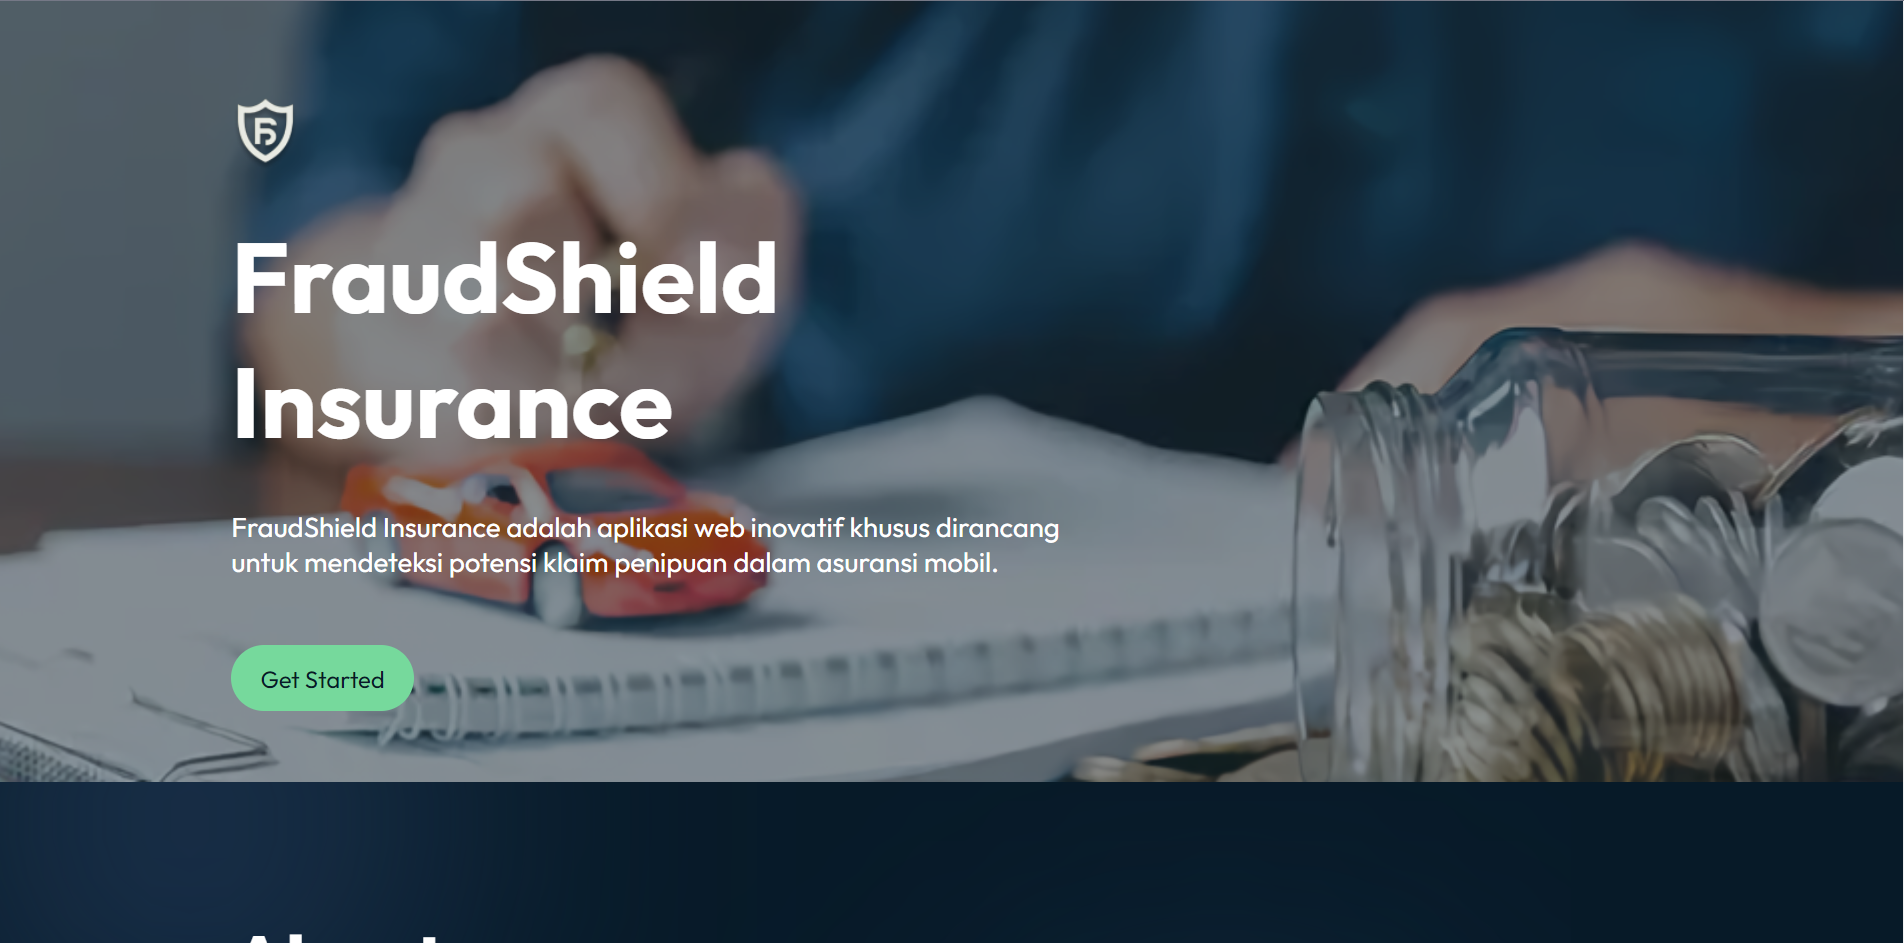 FraudShield
Insurance
FraudShield Insurance adalah aplikasi web inovatif khusus dirancang
untuk mendeteksi potensi klaim penipuan dalam asuransi mobil.
Get Started